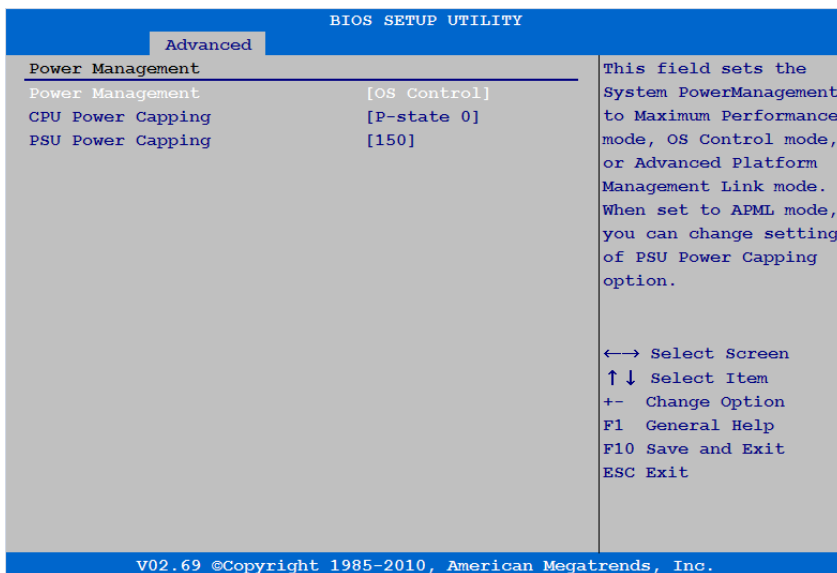 BIOS SETUP UTILITY
Advanced
Power Management
Power Management [OS Control]
CPU Power Capping [P-state 0]
PSU Power Capping [150]
This field sets the
System PowerManagement
to Maximum Performance
mode, OS Control mode,
or Advanced Platform
Management Link mode.
When set to APML mode,
you can change setting
of PSU Power Capping
option.
←→ Select Screen
↑↓ Select Item
+- Change Option
F1 General Help
F10 Save and Exit
ESC Exit
V02.69 ©Copyright 1985-2010, American Megatrends, Inc.